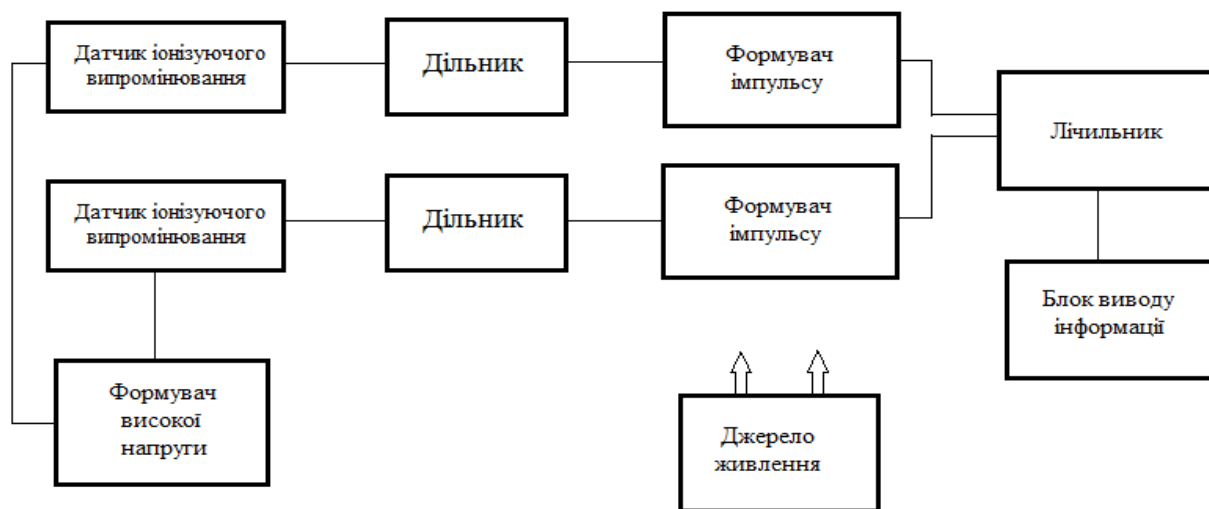 Датчик іонізуючого
випромінювання
Дільник
Формувач
імпульсу
Лічильник
Датчик іонізуючого
випромінювання
Дільник
Формувач
імпульсу
Блок виводу
інформації
Формувач
високої
напруги
Джерело
живлення